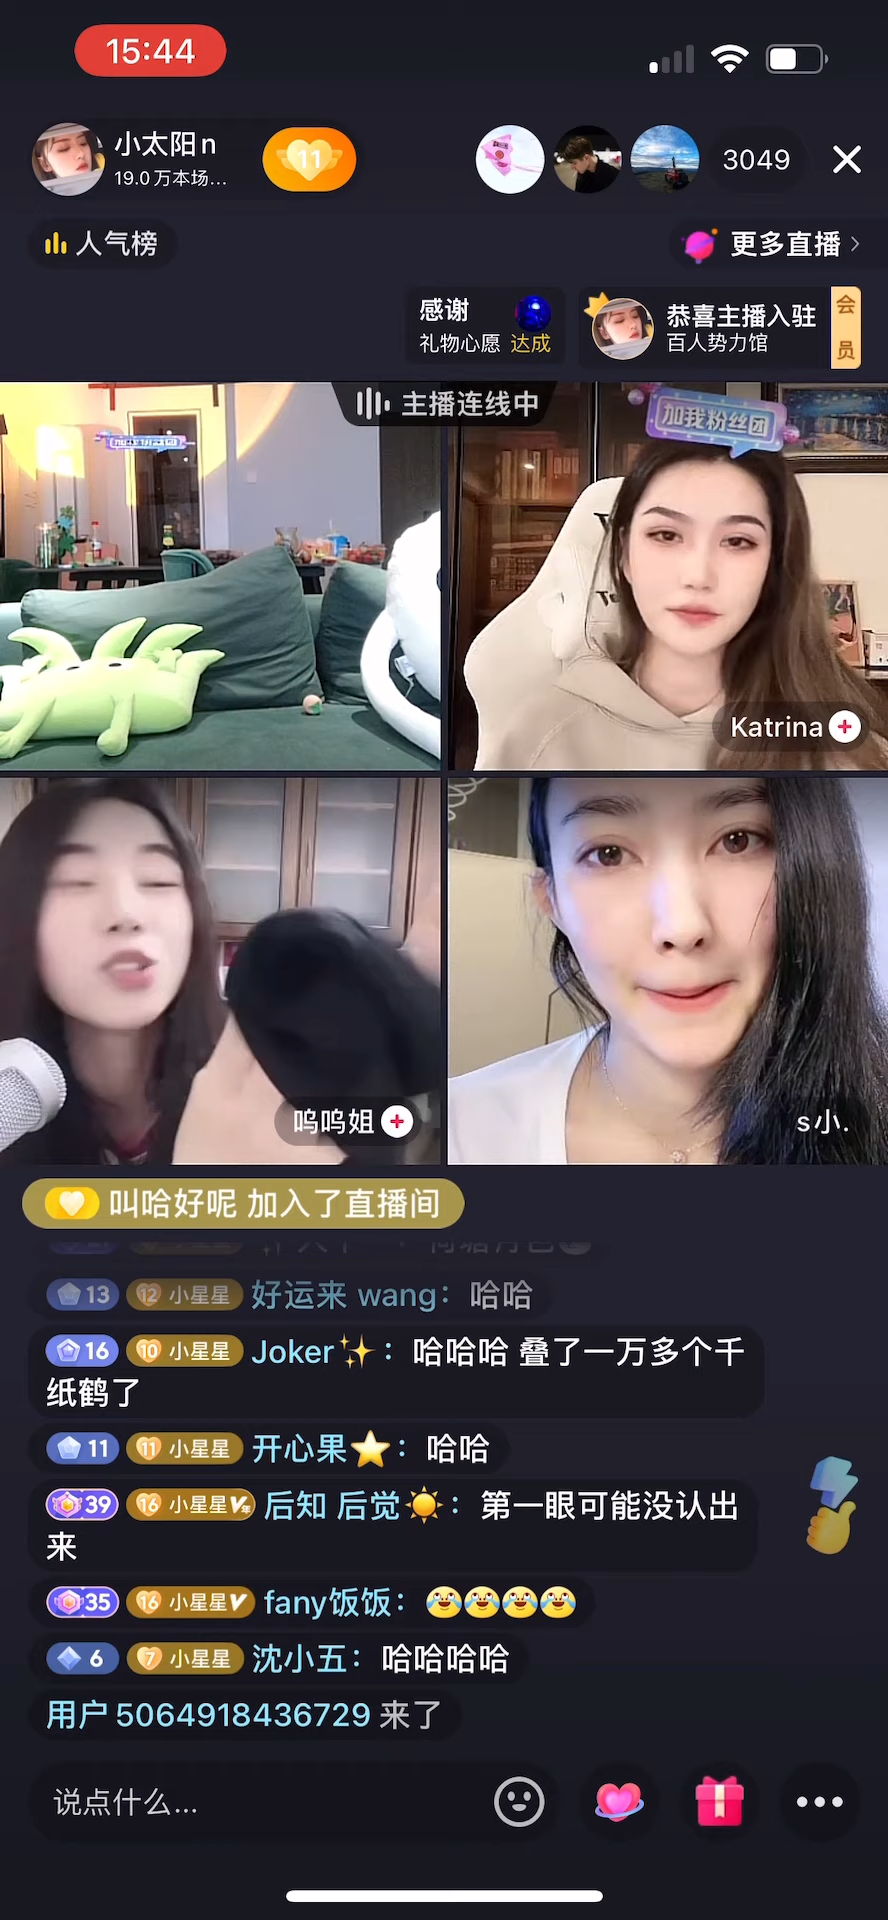 15:44
小太阳n
11
19.0万本场...
3049
人气榜
更多直播
感谢
礼物心愿 达成
恭喜主播入驻
百人势力馆
会员
主播连线中
加我粉丝团
加我粉丝团
Katrina
呜呜姐
s小.
叫哈好呢 加入了直播间
13 12 小星星 好运来 wang: 哈哈
16 10 小星星 Joker✨: 哈哈哈 叠了一万多个千
纸鹤了
11 11 小星星 开心果⭐: 哈哈
39 16 小星星 V年 后知 后觉☀️: 第一眼可能没认出
来
35 16 小星星 V fany饭饭: 😂😂😂😂
6 7 小星星 沈小五: 哈哈哈哈
用户5064918436729 来了
说点什么...